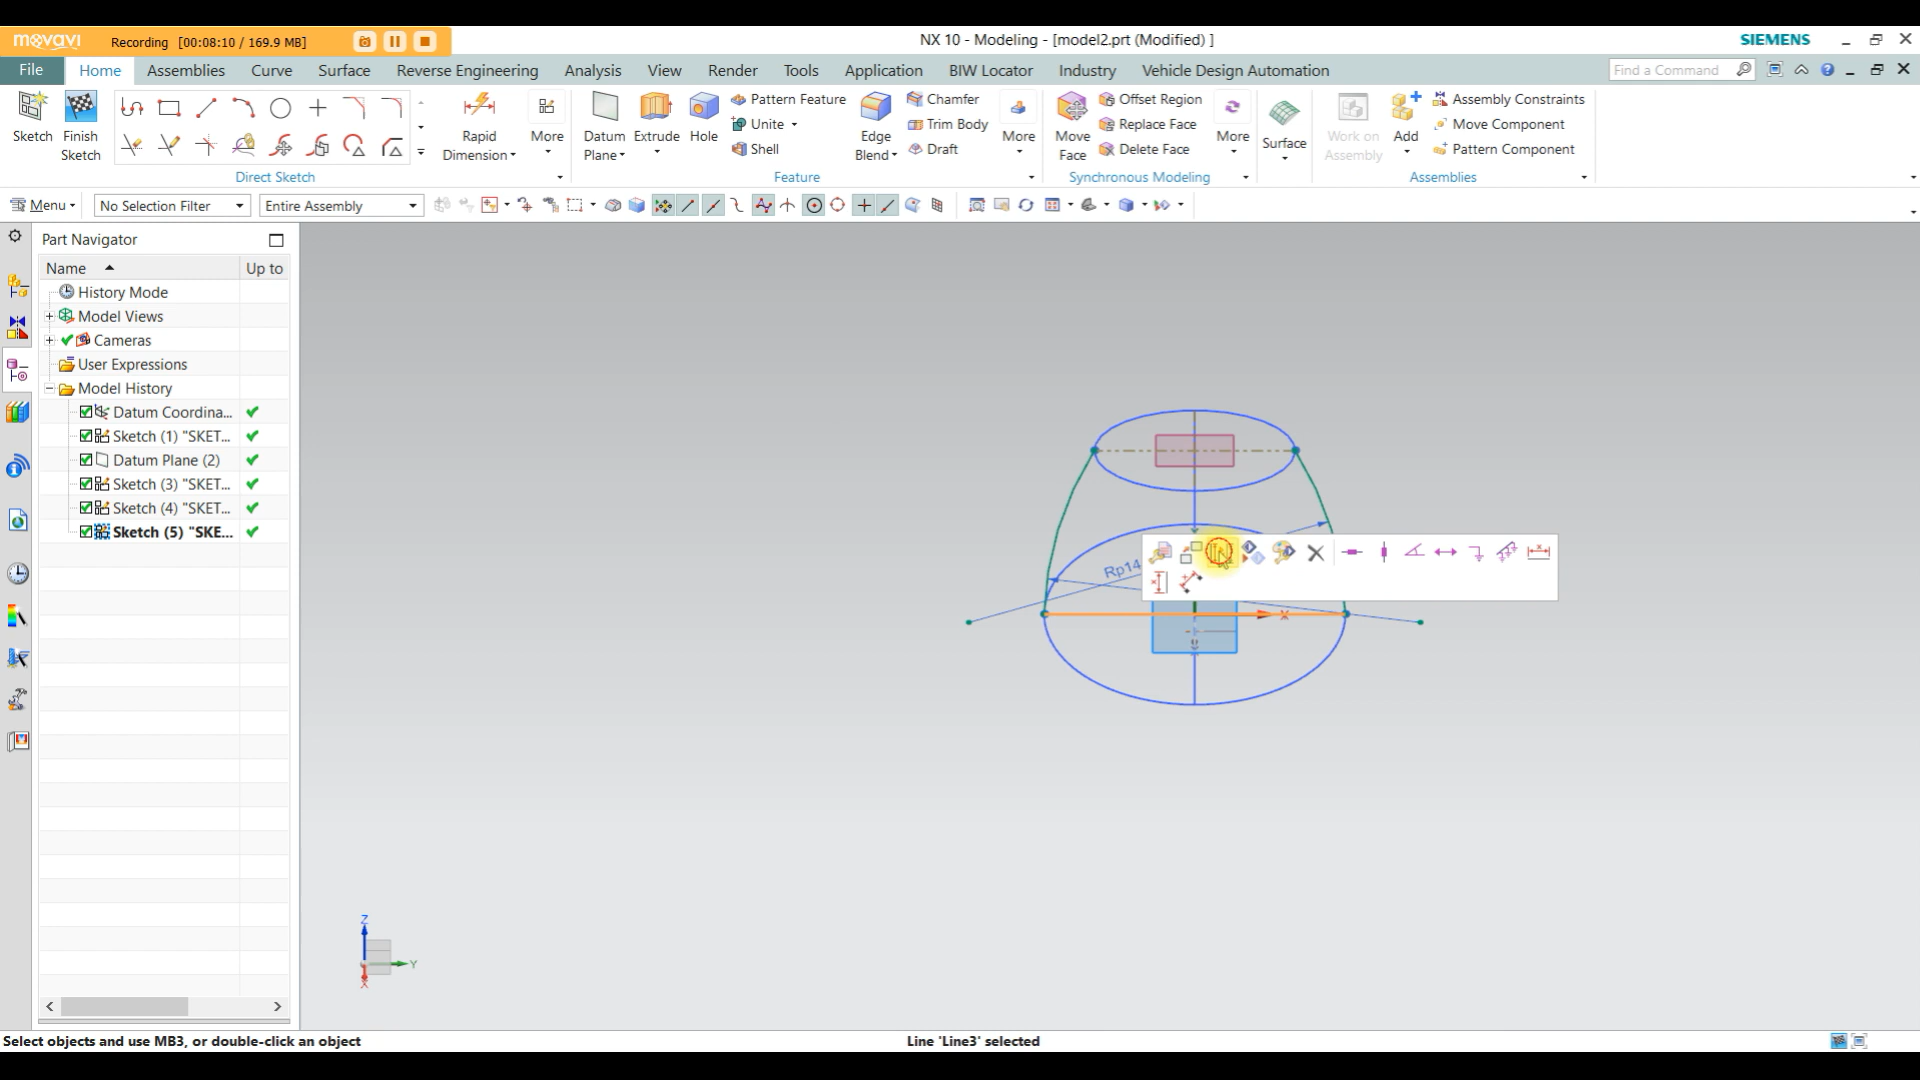 movavi Recording [00:08:10 / 169.9 MB]
NX 10 - Modeling - [model2.prt (Modified) ]
SIEMENS
File Home Assemblies Curve Surface Reverse Engineering Analysis View Render Tools Application BIW Locator Industry Vehicle Design Automation Find a Command
Sketch
Finish Sketch
Rapid Dimension
More
Direct Sketch
Datum Plane
Extrude
Hole
Pattern Feature
Unite
Shell
Edge Blend
Chamfer
Trim Body
Draft
More
Feature
Move Face
Offset Region
Replace Face
Delete Face
More
Synchronous Modeling
Surface
Work on Assembly
Add
Assembly Constraints
Move Component
Pattern Component
Assemblies
Menu No Selection Filter Entire Assembly
Part Navigator
Name Up to
History Mode
Model Views
Cameras
User Expressions
Model History
Datum Coordina...
Sketch (1) "SKET...
Datum Plane (2)
Sketch (3) "SKET...
Sketch (4) "SKET...
Sketch (5) "SKE...
Rp14
X
Z
Y
X
Select objects and use MB3, or double-click an object
Line 'Line3' selected